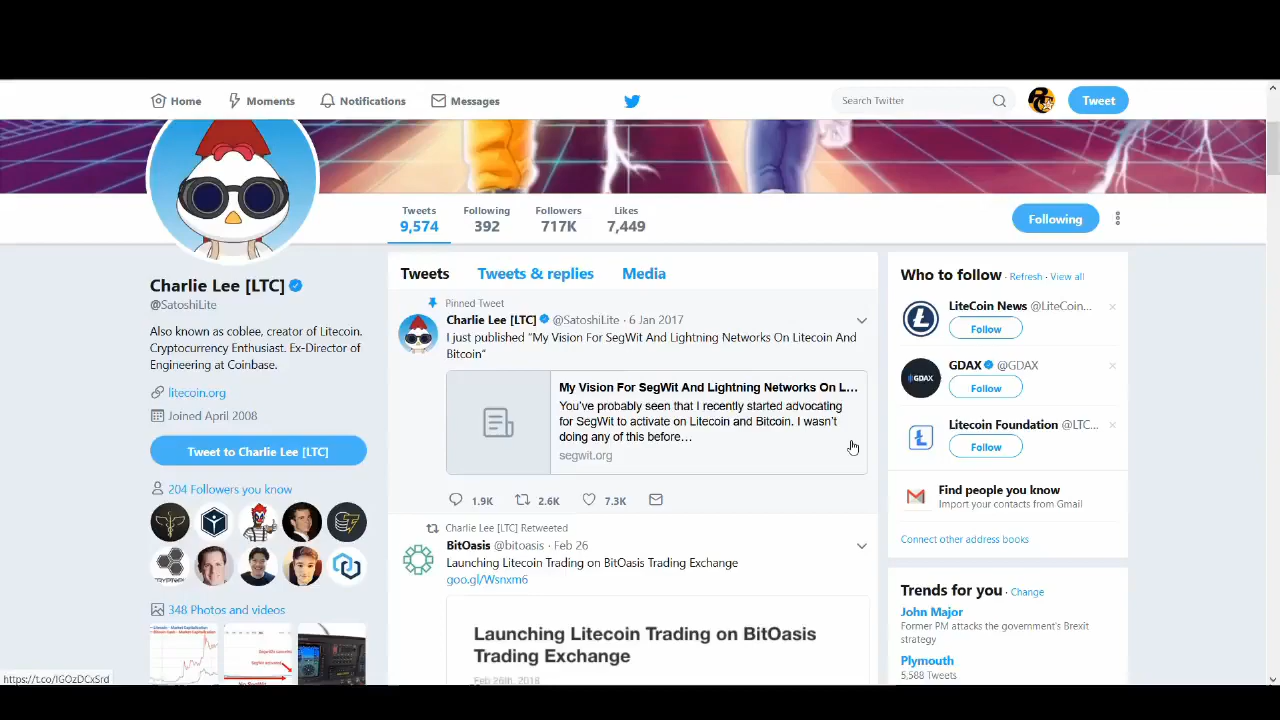 Home
Moments
Notifications
Messages
Search Twitter
Tweet
Tweets
9,574
Following
392
Followers
717K
Likes
7,449
Following
Charlie Lee [LTC]
@SatoshiLite
Also known as coblee, creator of Litecoin.
Cryptocurrency Enthusiast. Ex-Director of
Engineering at Coinbase.
litecoin.org
Joined April 2008
Tweet to Charlie Lee [LTC]
204 Followers you know
348 Photos and videos
Tweets Tweets & replies Media
Pinned Tweet
Charlie Lee [LTC] @SatoshiLite · 6 Jan 2017
I just published “My Vision For SegWit And Lightning Networks On Litecoin And
Bitcoin”
My Vision For SegWit And Lightning Networks On L...
You’ve probably seen that I recently started advocating
for SegWit to activate on Litecoin and Bitcoin. I wasn’t
doing any of this before…
segwit.org
1.9K 2.6K 7.3K
Charlie Lee [LTC] Retweeted
BitOasis @bitoasis · Feb 26
Launching Litecoin Trading on BitOasis Trading Exchange
goo.gl/Wsnxm6
Launching Litecoin Trading on BitOasis
Trading Exchange
Feb 26th, 2018
Who to follow · Refresh · View all
LiteCoin News @LiteCoin...
Follow
GDAX @GDAX
Follow
Litecoin Foundation @LTC...
Follow
Find people you know
Import your contacts from Gmail
Connect other address books
Trends for you · Change
John Major
Former PM attacks the government's Brexit
strategy
Plymouth
5,588 Tweets
https://t.co/IGOzDCxSrd